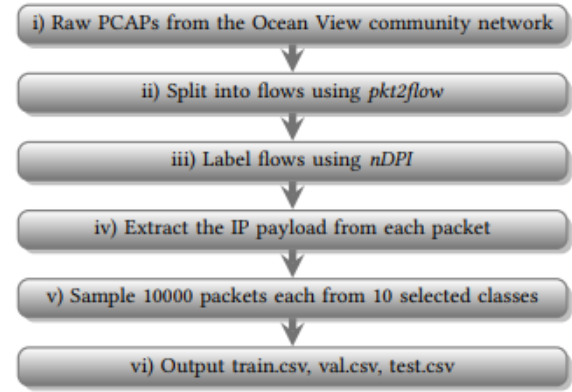 i) Raw PCAPs from the Ocean View community network
ii) Split into flows using pkt2flow
iii) Label flows using nDPI
iv) Extract the IP payload from each packet
v) Sample 10000 packets each from 10 selected classes
vi) Output train.csv, val.csv, test.csv